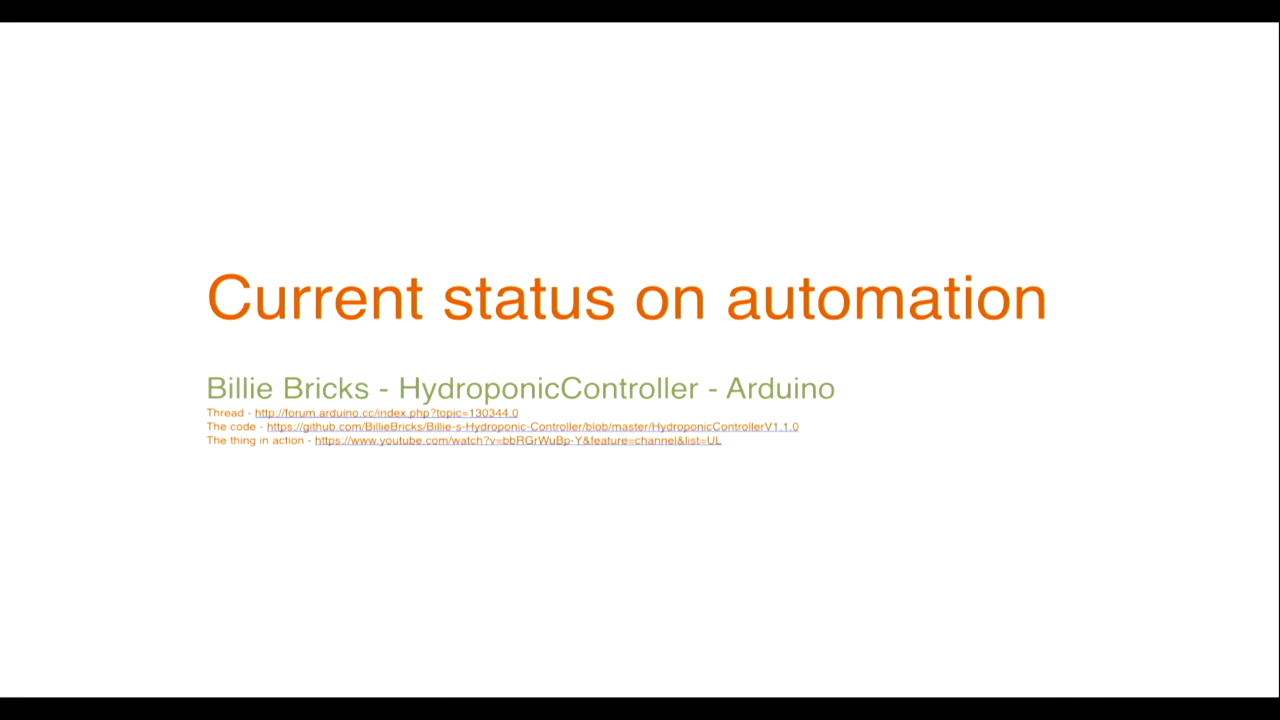 Current status on automation
Billie Bricks - HydroponicController - Arduino
Thread - http://forum.arduino.cc/index.php?topic=130344.0
The code - https://github.com/BillieBricks/Billie-s-Hydroponic-Controller/blob/master/HydroponicControllerV1.1.0
The thing in action - https://www.youtube.com/watch?v=bbRGrWuBp-Y&feature=channel&list=UL